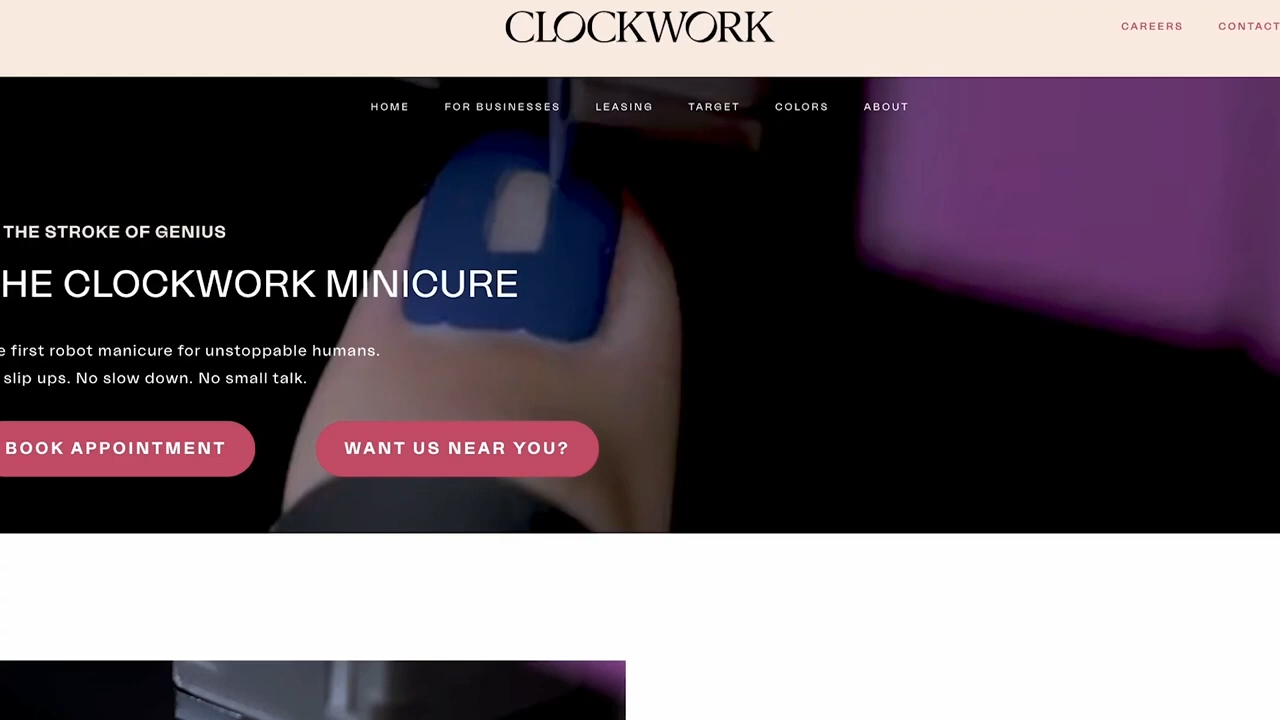 CLOCKWORK
CAREERS
CONTACT
HOME
FOR BUSINESSES
LEASING
TARGET
COLORS
ABOUT
THE STROKE OF GENIUS
HE CLOCKWORK MINICURE
e first robot manicure for unstoppable humans.
slip ups. No slow down. No small talk.
BOOK APPOINTMENT
WANT US NEAR YOU?